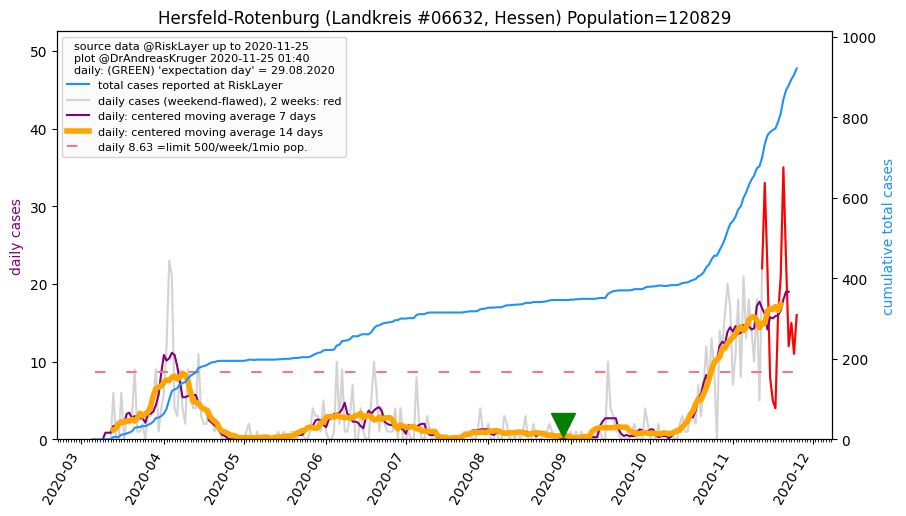 Hersfeld-Rotenburg (Landkreis #06632, Hessen) Population=120829
source data @RiskLayer up to 2020-11-25
plot @DrAndreasKruger 2020-11-25 01:40
daily: (GREEN) 'expectation day' = 29.08.2020
total cases reported at RiskLayer
daily cases (weekend-flawed), 2 weeks: red
daily: centered moving average 7 days
daily: centered moving average 14 days
daily 8.63 =limit 500/week/1mio pop.
daily cases
50
40
30
20
10
0
cumulative total cases
1000
800
600
400
200
0
2020-03
2020-04
2020-05
2020-06
2020-07
2020-08
2020-09
2020-10
2020-11
2020-12